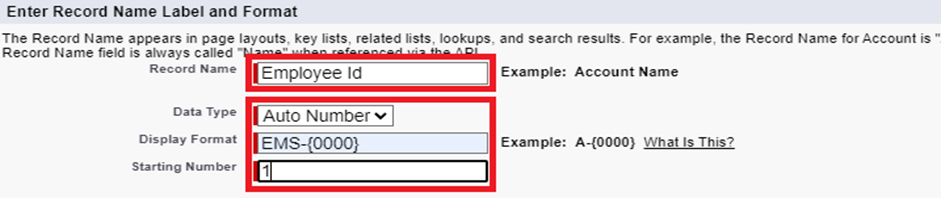 Enter Record Name Label and Format
The Record Name appears in page layouts, key lists, related lists, lookups, and search results. For example, the Record Name for Account is "
Record Name field is always called "Name" when referenced via the API
Record Name Employee Id Example: Account Name
Data Type Auto Number
Display Format EMS-{0000} Example: A-{0000} What Is This?
Starting Number 1